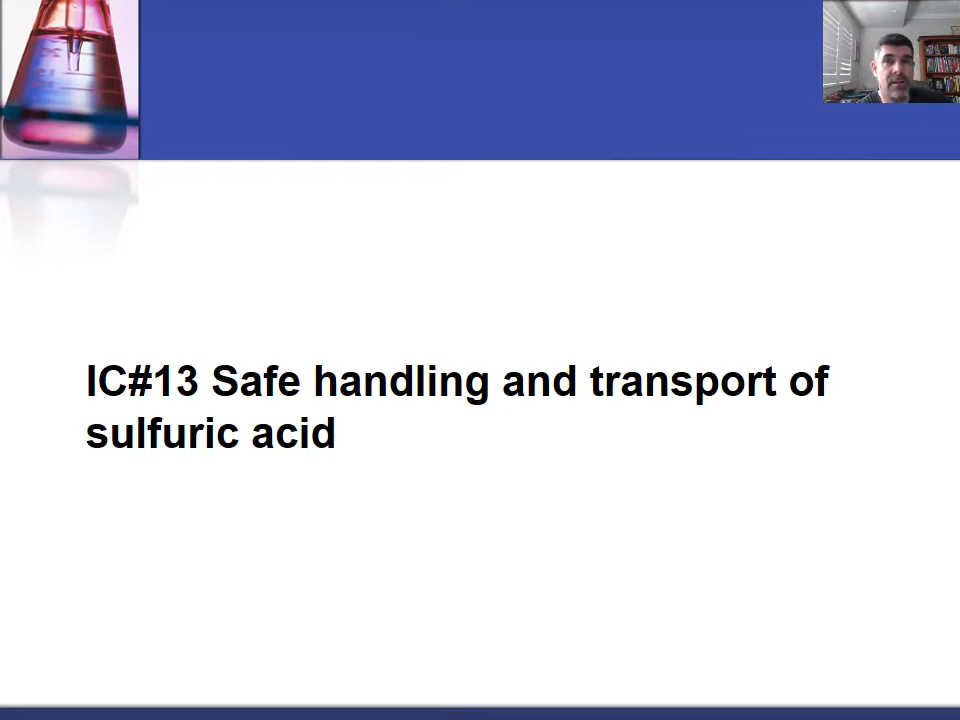 IC#13 Safe handling and transport of
sulfuric acid